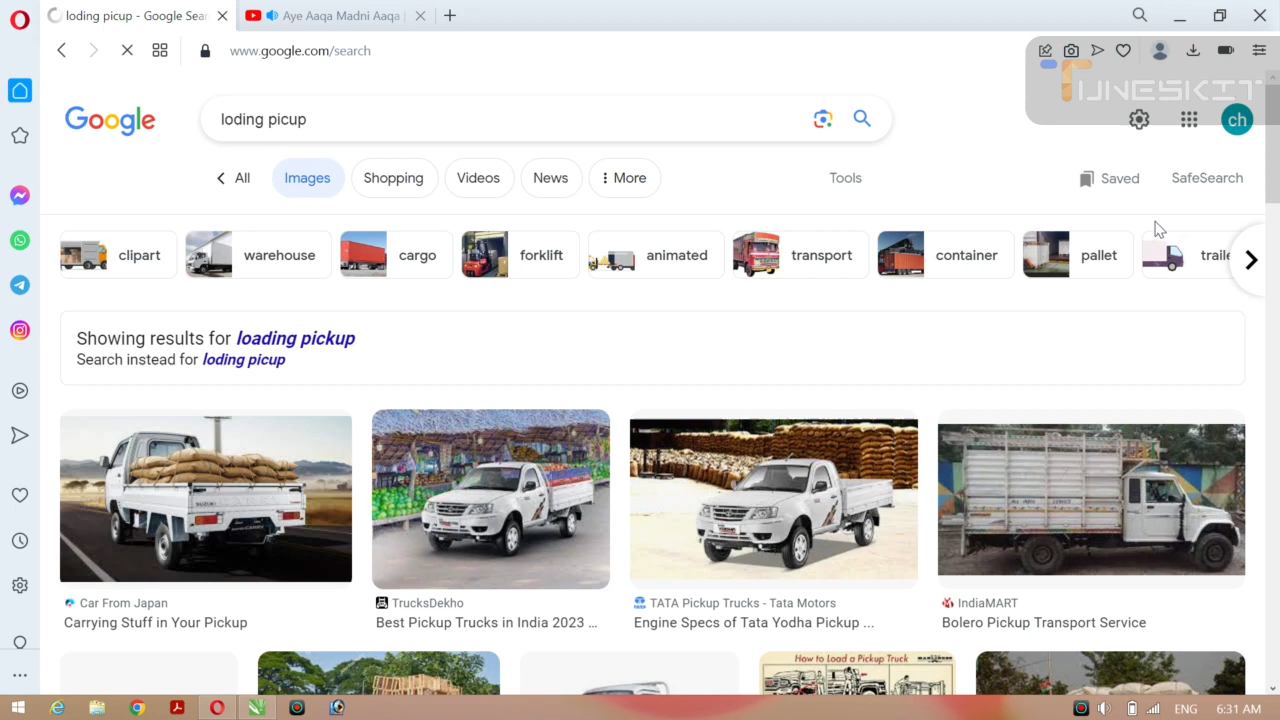 loding picup - Google Sear
Aye Aaqa Madni Aaqa
www.google.com/search
TUNESKIT
Google
loding picup
ch
All
Images
Shopping
Videos
News
More
Tools
Saved
SafeSearch
clipart
warehouse
cargo
forklift
animated
transport
container
pallet
traile
Showing results for loading pickup
Search instead for loding picup
Car From Japan
Carrying Stuff in Your Pickup
TrucksDekho
Best Pickup Trucks in India 2023 ...
TATA Pickup Trucks - Tata Motors
Engine Specs of Tata Yodha Pickup ...
IndiaMART
Bolero Pickup Transport Service
How to Load a Pickup Truck
ENG
6:31 AM